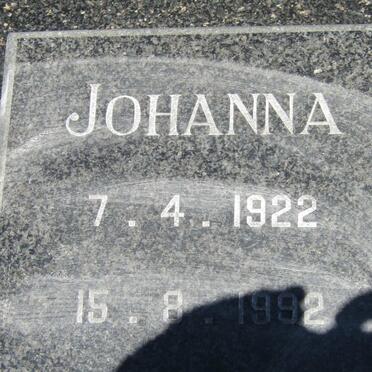 JOHANNA
7 . 4 . 1922
15 . 8 . 1992